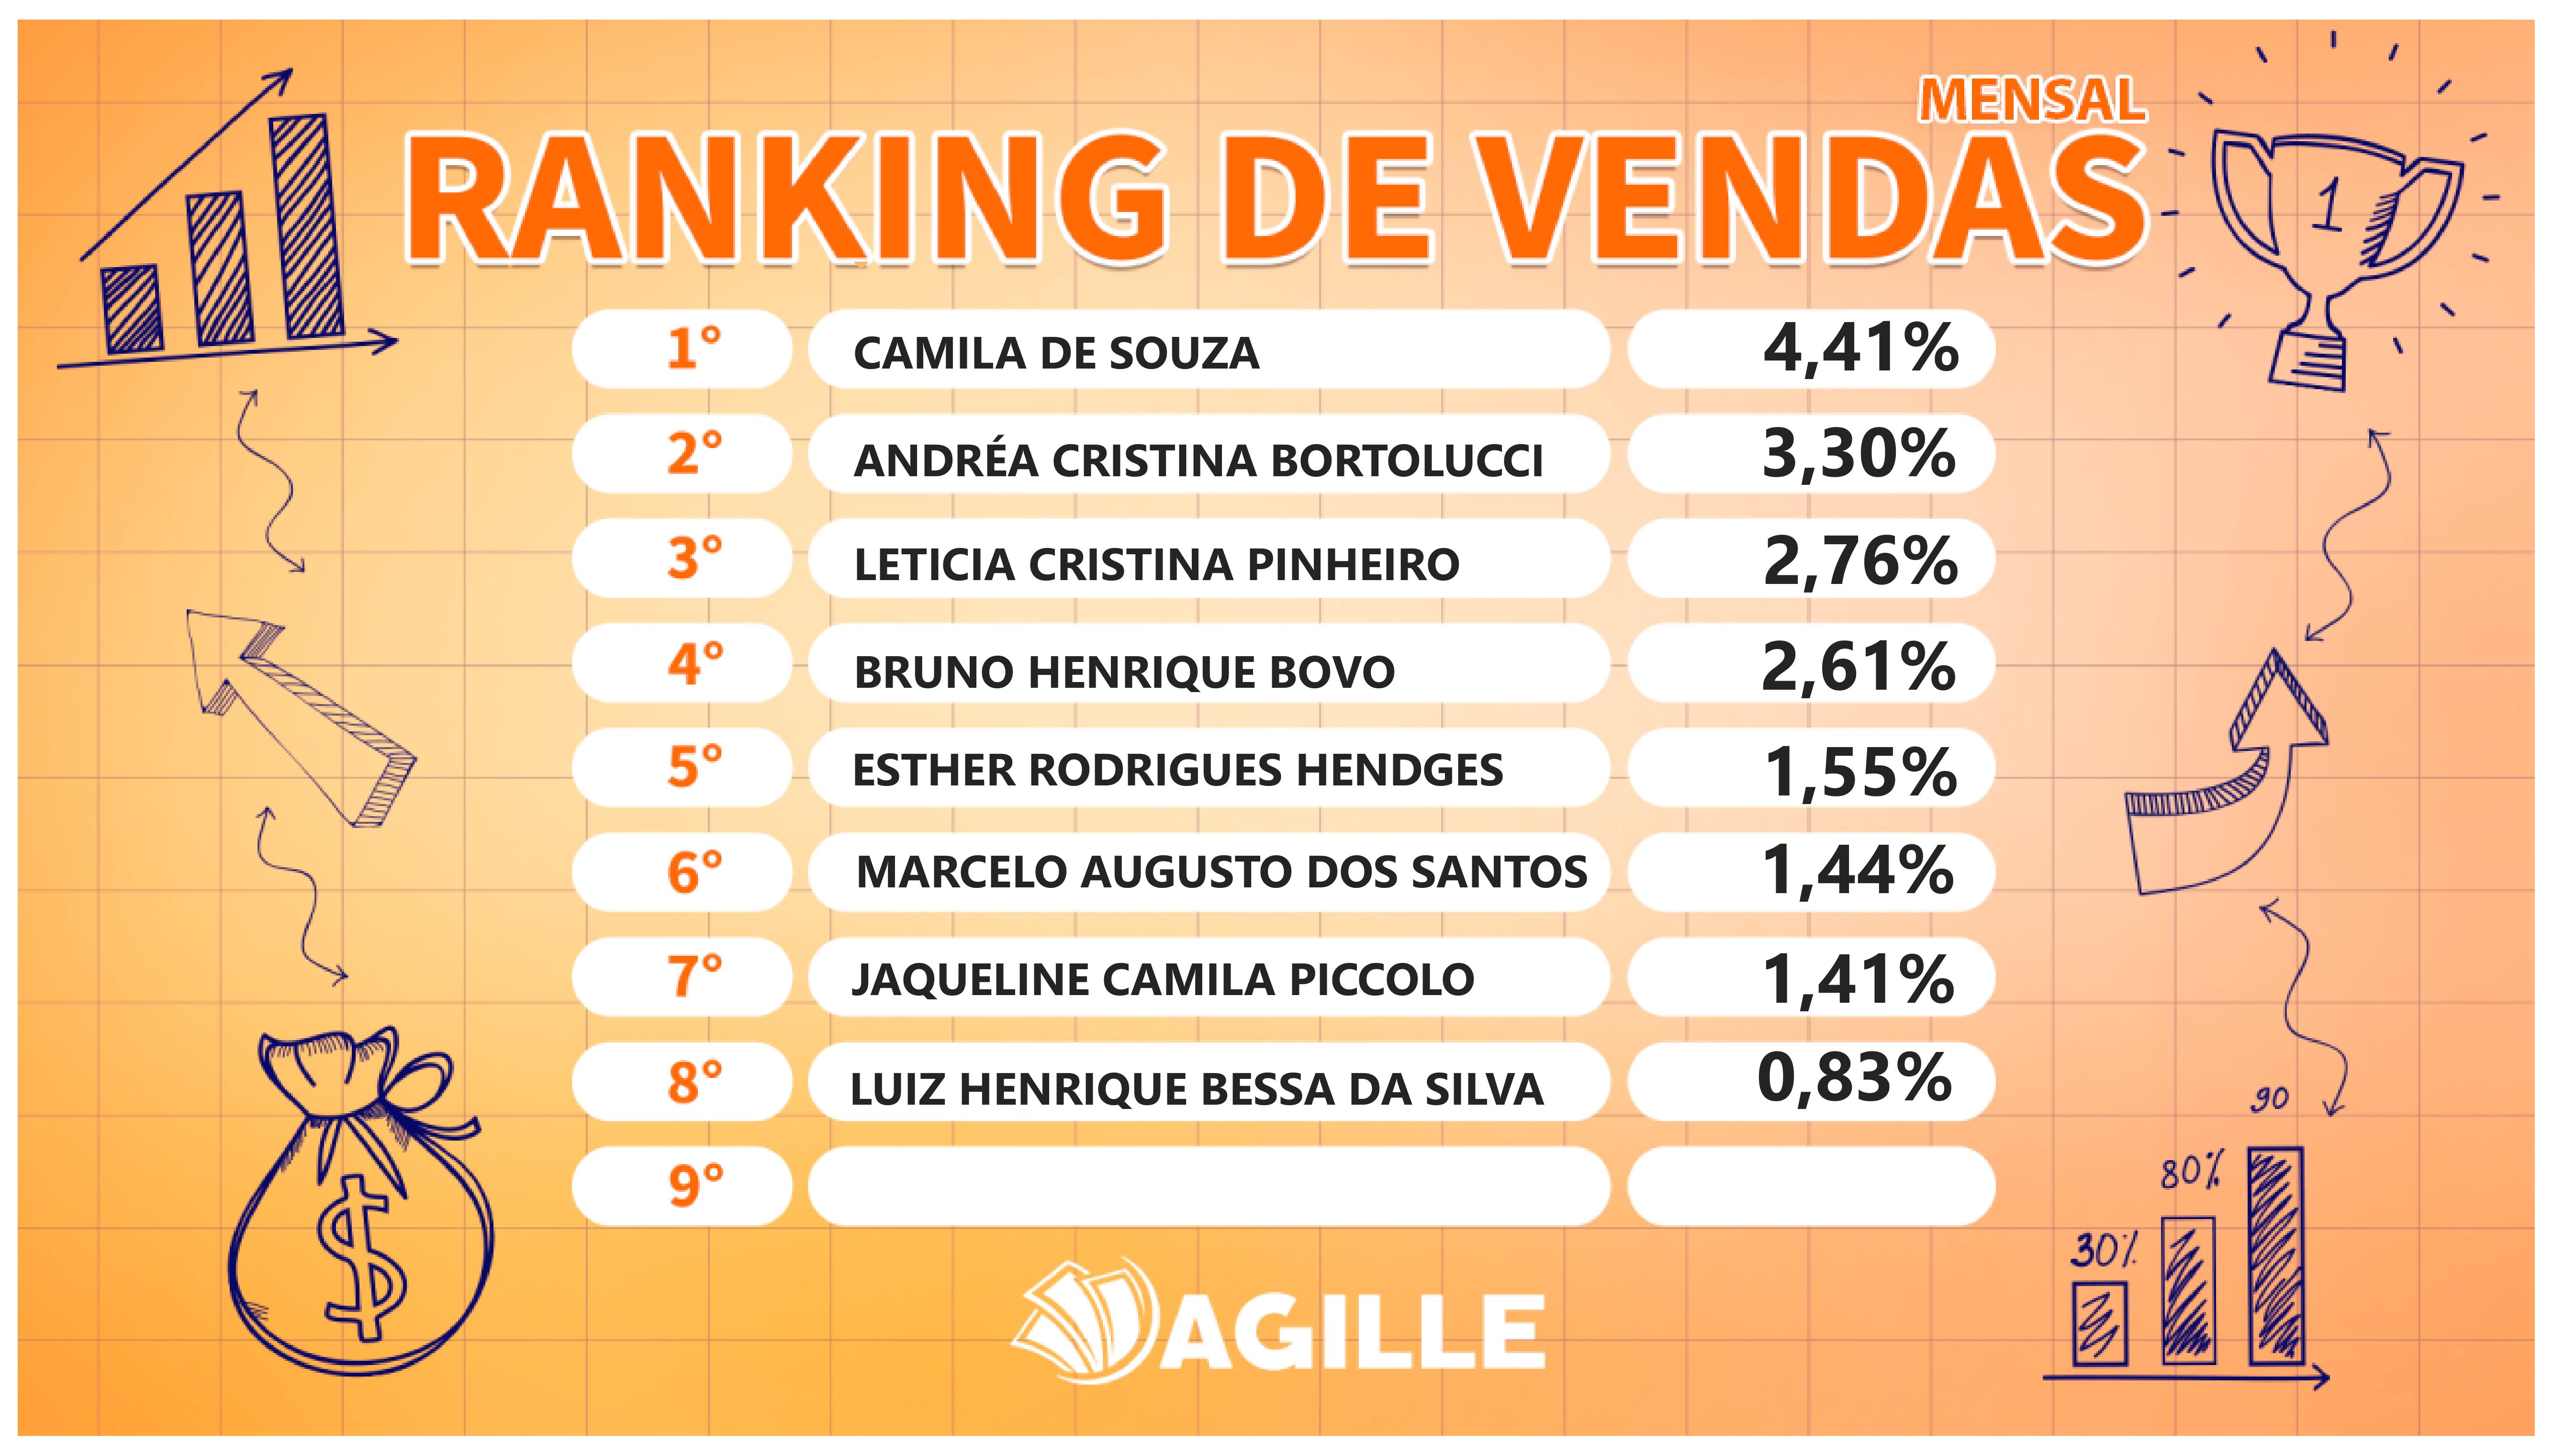 MENSAL
RANKING DE VENDAS
1
1° CAMILA DE SOUZA 4,41%
2° ANDRÉA CRISTINA BORTOLUCCI 3,30%
3° LETICIA CRISTINA PINHEIRO 2,76%
4° BRUNO HENRIQUE BOVO 2,61%
5° ESTHER RODRIGUES HENDGES 1,55%
6° MARCELO AUGUSTO DOS SANTOS 1,44%
7° JAQUELINE CAMILA PICCOLO 1,41%
8° LUIZ HENRIQUE BESSA DA SILVA 0,83%
9°
$
30% 80% 90
AGILLE